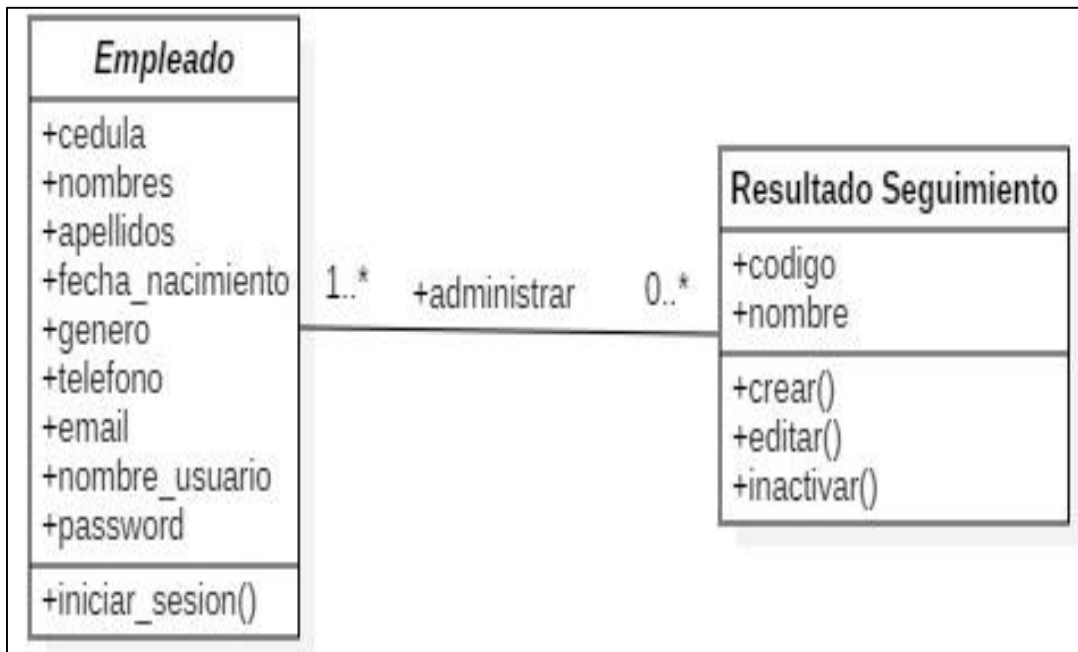 Empleado
+cedula
+nombres
+apellidos
+fecha_nacimiento
+genero
+telefono
+email
+nombre_usuario
+password
+iniciar_sesion()
1..*
+administrar
0..*
Resultado Seguimiento
+codigo
+nombre
+crear()
+editar()
+inactivar()